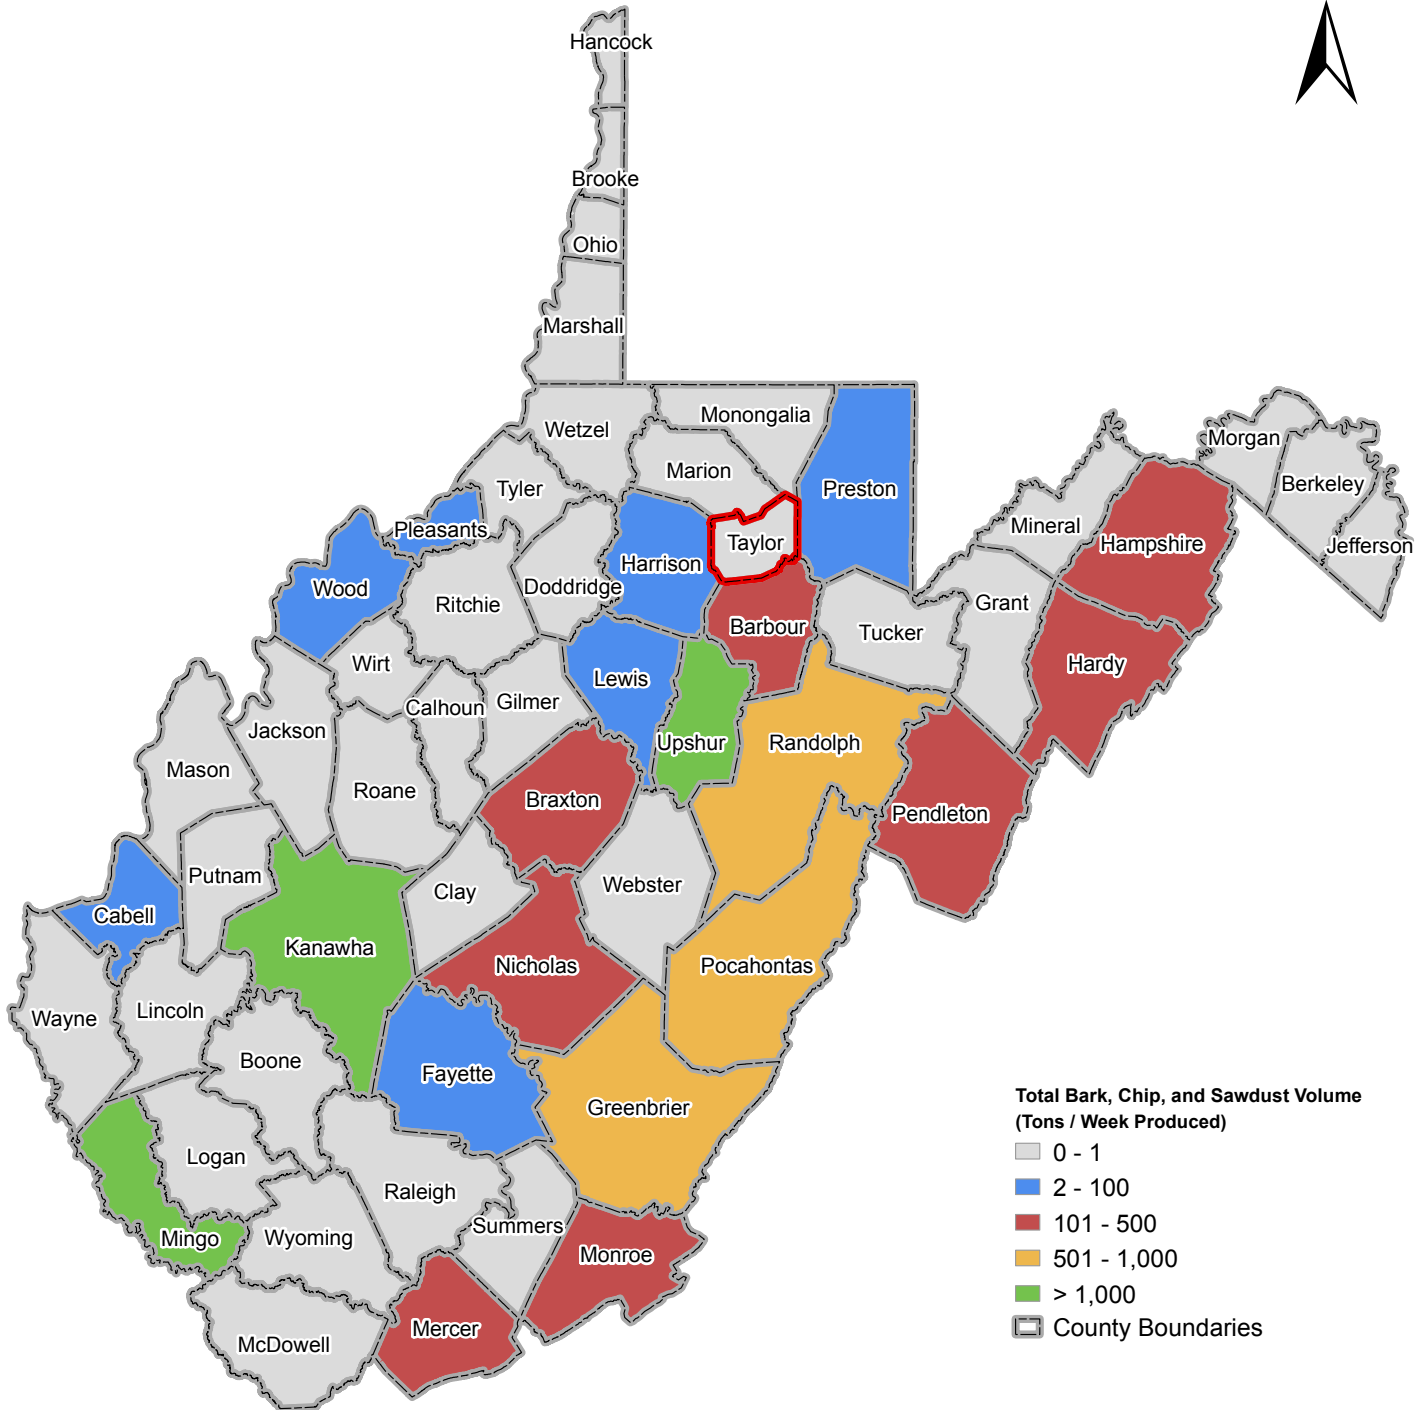 Hancock
Brooke
Ohio
Marshall
Wetzel
Monongalia
Marion
Preston
Tyler
Pleasants
Taylor
Harrison
Doddridge
Wood
Ritchie
Barbour
Tucker
Grant
Mineral
Hampshire
Morgan
Berkeley
Jefferson
Hardy
Wirt
Lewis
Calhoun
Gilmer
Jackson
Upshur
Randolph
Mason
Roane
Braxton
Pendleton
Putnam
Clay
Webster
Cabell
Kanawha
Nicholas
Pocahontas
Wayne
Lincoln
Boone
Fayette
Greenbrier
Logan
Raleigh
Summers
Mingo
Wyoming
Monroe
Mercer
McDowell
Total Bark, Chip, and Sawdust Volume
(Tons / Week Produced)
0 - 1
2 - 100
101 - 500
501 - 1,000
> 1,000
County Boundaries